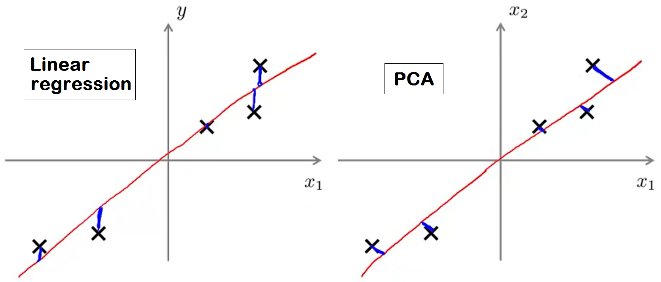 y
Linear
regression
x₁
x₂
PCA
x₁